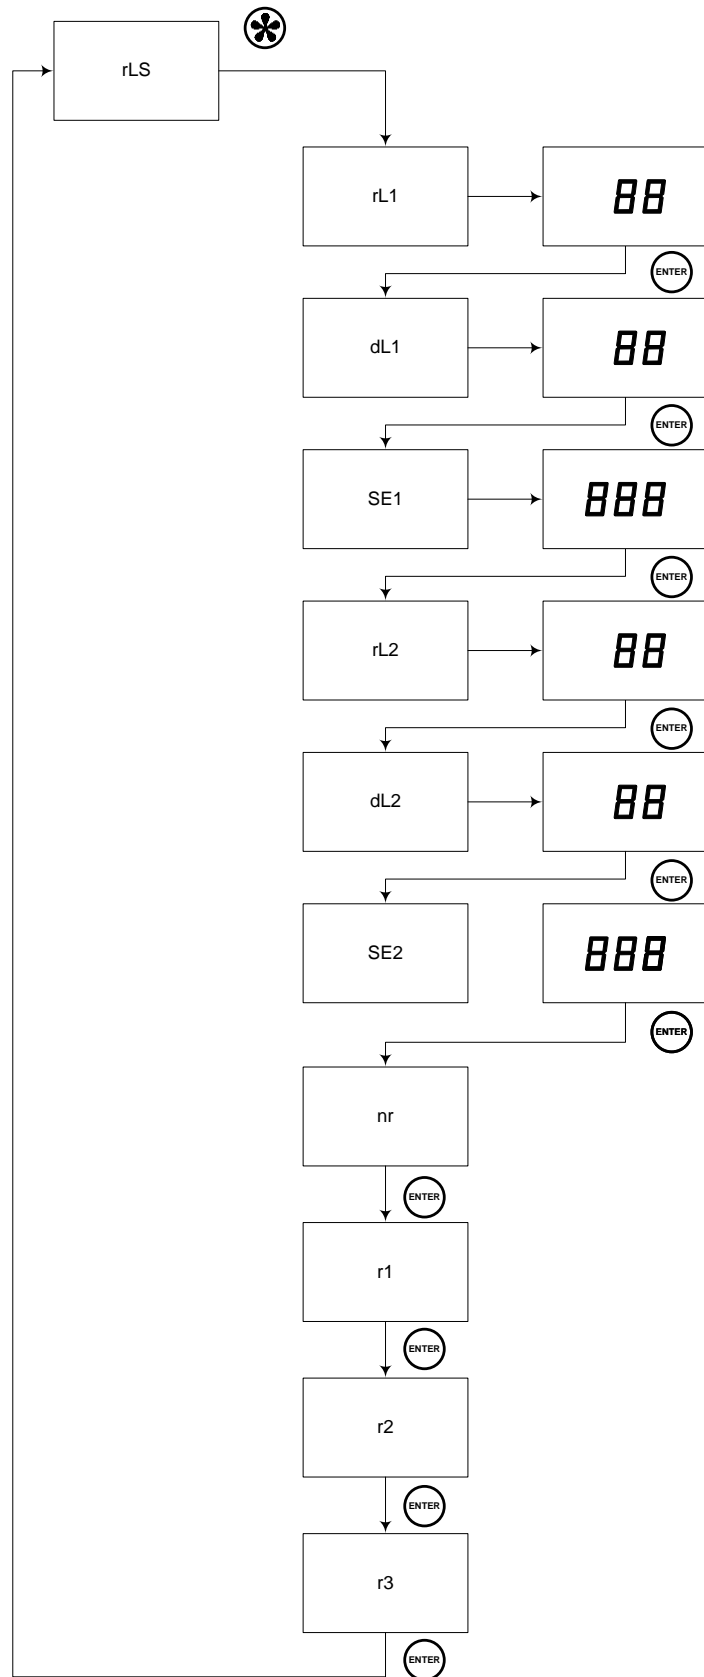 rLS
rL1
88
ENTER
dL1
88
ENTER
SE1
888
ENTER
rL2
88
ENTER
dL2
88
ENTER
SE2
888
ENTER
nr
ENTER
r1
ENTER
r2
ENTER
r3
ENTER